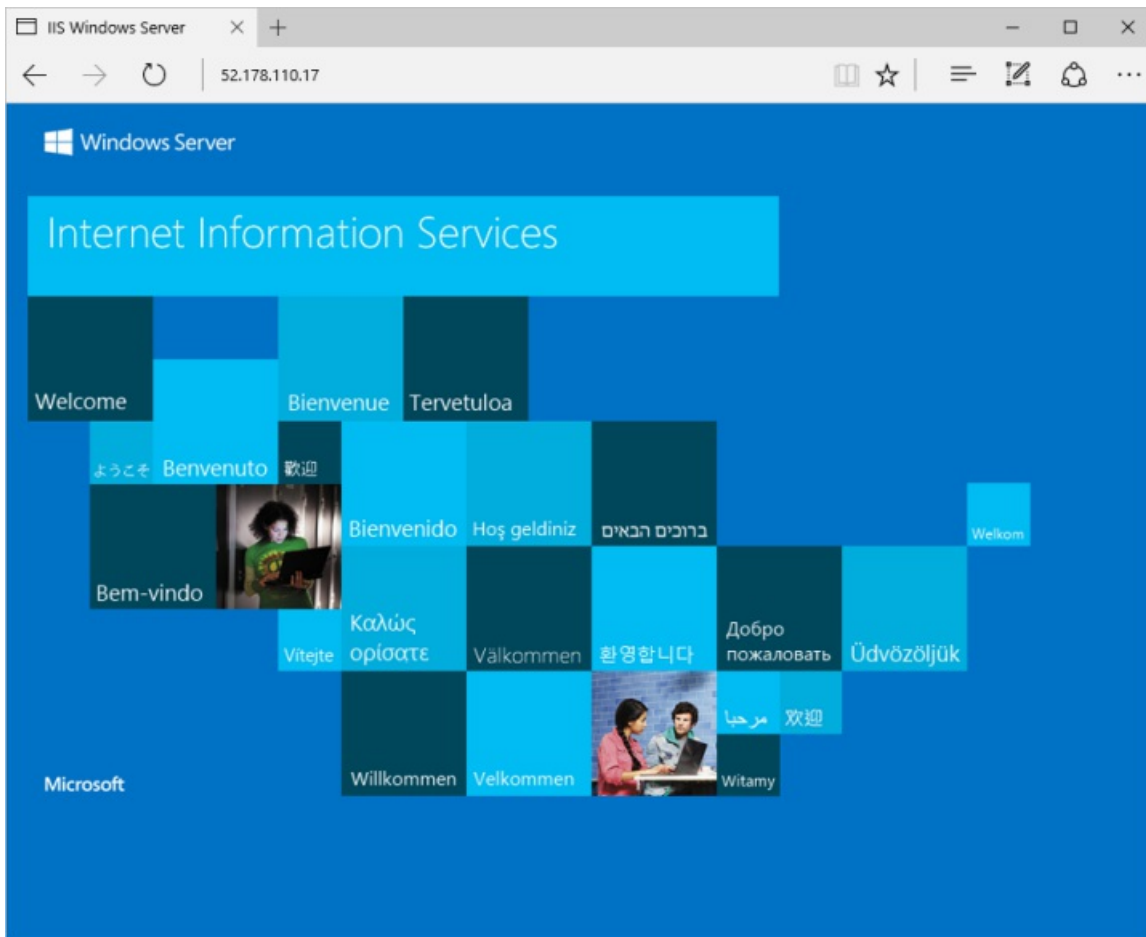 IIS Windows Server
52.178.110.17
Windows Server
Internet Information Services
Welcome
Bienvenue
Tervetuloa
ようこそ
Benvenuto
歡迎
Bienvenido
Hoş geldiniz
ברוכים הבאים
Welkom
Bem-vindo
Vítejte
Καλώς
ορίσατε
Välkommen
환영합니다
Добро
пожаловать
Üdvözöljük
مرحبا
欢迎
Microsoft
Willkommen
Velkommen
Witamy